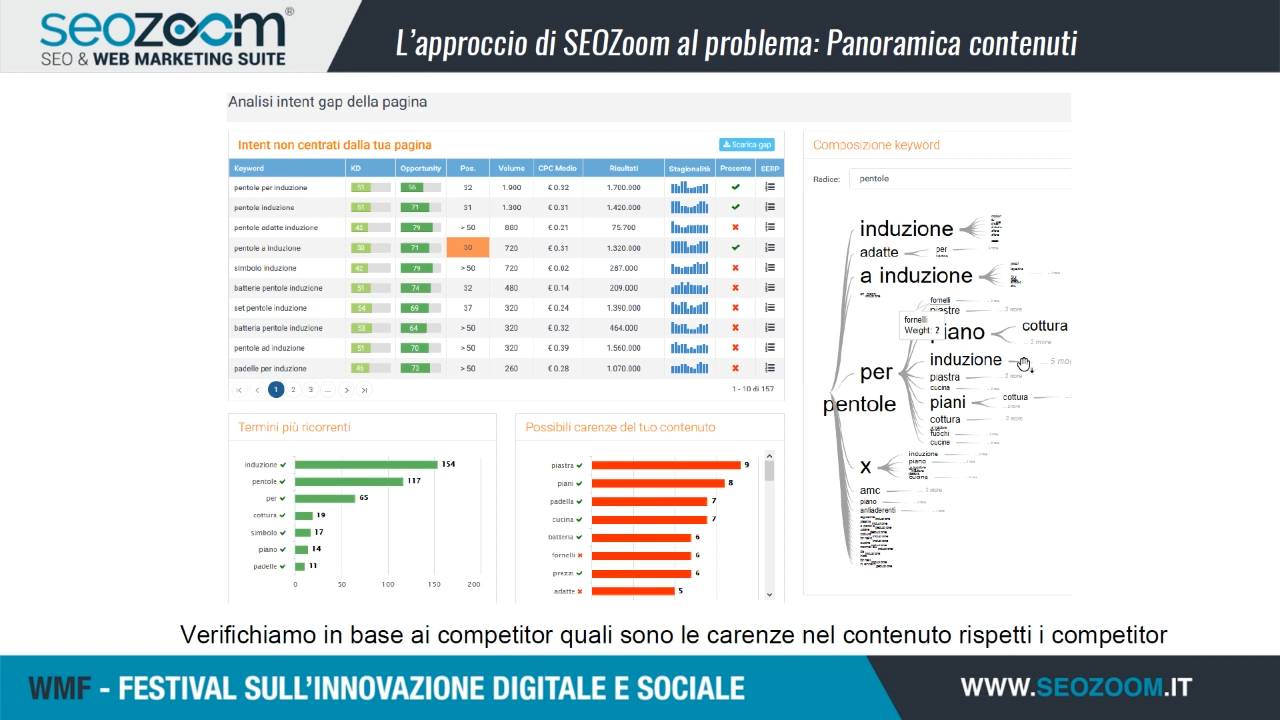 seozoom®
SEO & WEB MARKETING SUITE
L'approccio di SEOZoom al problema: Panoramica contenuti
Analisi intent gap della pagina
Intent non centrati dalla tua pagina
Scarica gap
Keyword KD Opportunity Pos. Volume CPC Medio Risultati Stagionalità Presente SERP
pentole per induzione 51 56 32 1.900 € 0.32 1.700.000
pentole induzione 51 71 31 1.300 € 0.31 1.420.000
pentole adatte induzione 42 79 > 50 880 € 0.21 75.700
pentole a induzione 50 71 30 720 € 0.31 1.320.000
simbolo induzione 42 79 > 50 720 € 0.02 287.000
batterie pentole induzione 51 74 32 480 € 0.14 209.000
set pentole induzione 54 69 37 320 € 0.24 1.390.000
batteria pentole induzione 53 64 > 50 320 € 0.32 464.000
pentole ad induzione 51 70 > 50 320 € 0.39 1.560.000
padelle per induzione 46 73 > 50 260 € 0.28 1.070.000
1 2 3 ... 1 - 10 di 157
Termini più ricorrenti
induzione 154
pentole 117
per 65
cottura 19
simbolo 17
piano 14
padelle 11
0 50 100 150 200
Possibili carenze del tuo contenuto
piastra 9
piani 8
padella 7
cucina 7
batteria 6
fornelli 6
prezzi 6
adatte 5
Composizione keyword
Radice: pentole
induzione
adatte per
a induzione
fornelli
piastre
fornelli
Weight: 2
piano cottura
induzione 5 mo
per piastra
cucina
pentole piani cottura
cottura
fuochi
cucine
induzione
x piano
cucina
amc
piano
antiaderenti
Verifichiamo in base ai competitor quali sono le carenze nel contenuto rispetti i competitor
WMF - FESTIVAL SULL'INNOVAZIONE DIGITALE E SOCIALE
WWW.SEOZOOM.IT